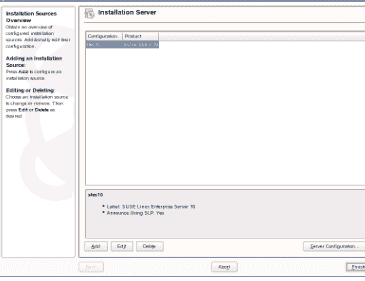 Installation Sources
Overview
Obtain an overview of
configured installation
sources. Additionally edit their
configuration.
Adding an Installation
Source:
Press Add to configure an
installation source.
Editing or Deleting:
Choose an installation source
to change or remove. Then
press Edit or Delete as
desired.
Installation Server
Configuration
Product
sles10
Label: SUSE Linux Enterprise Server 10
Announce Using SLP: Yes
Add
Edit
Delete
Server Configuration...
Abort
Finish